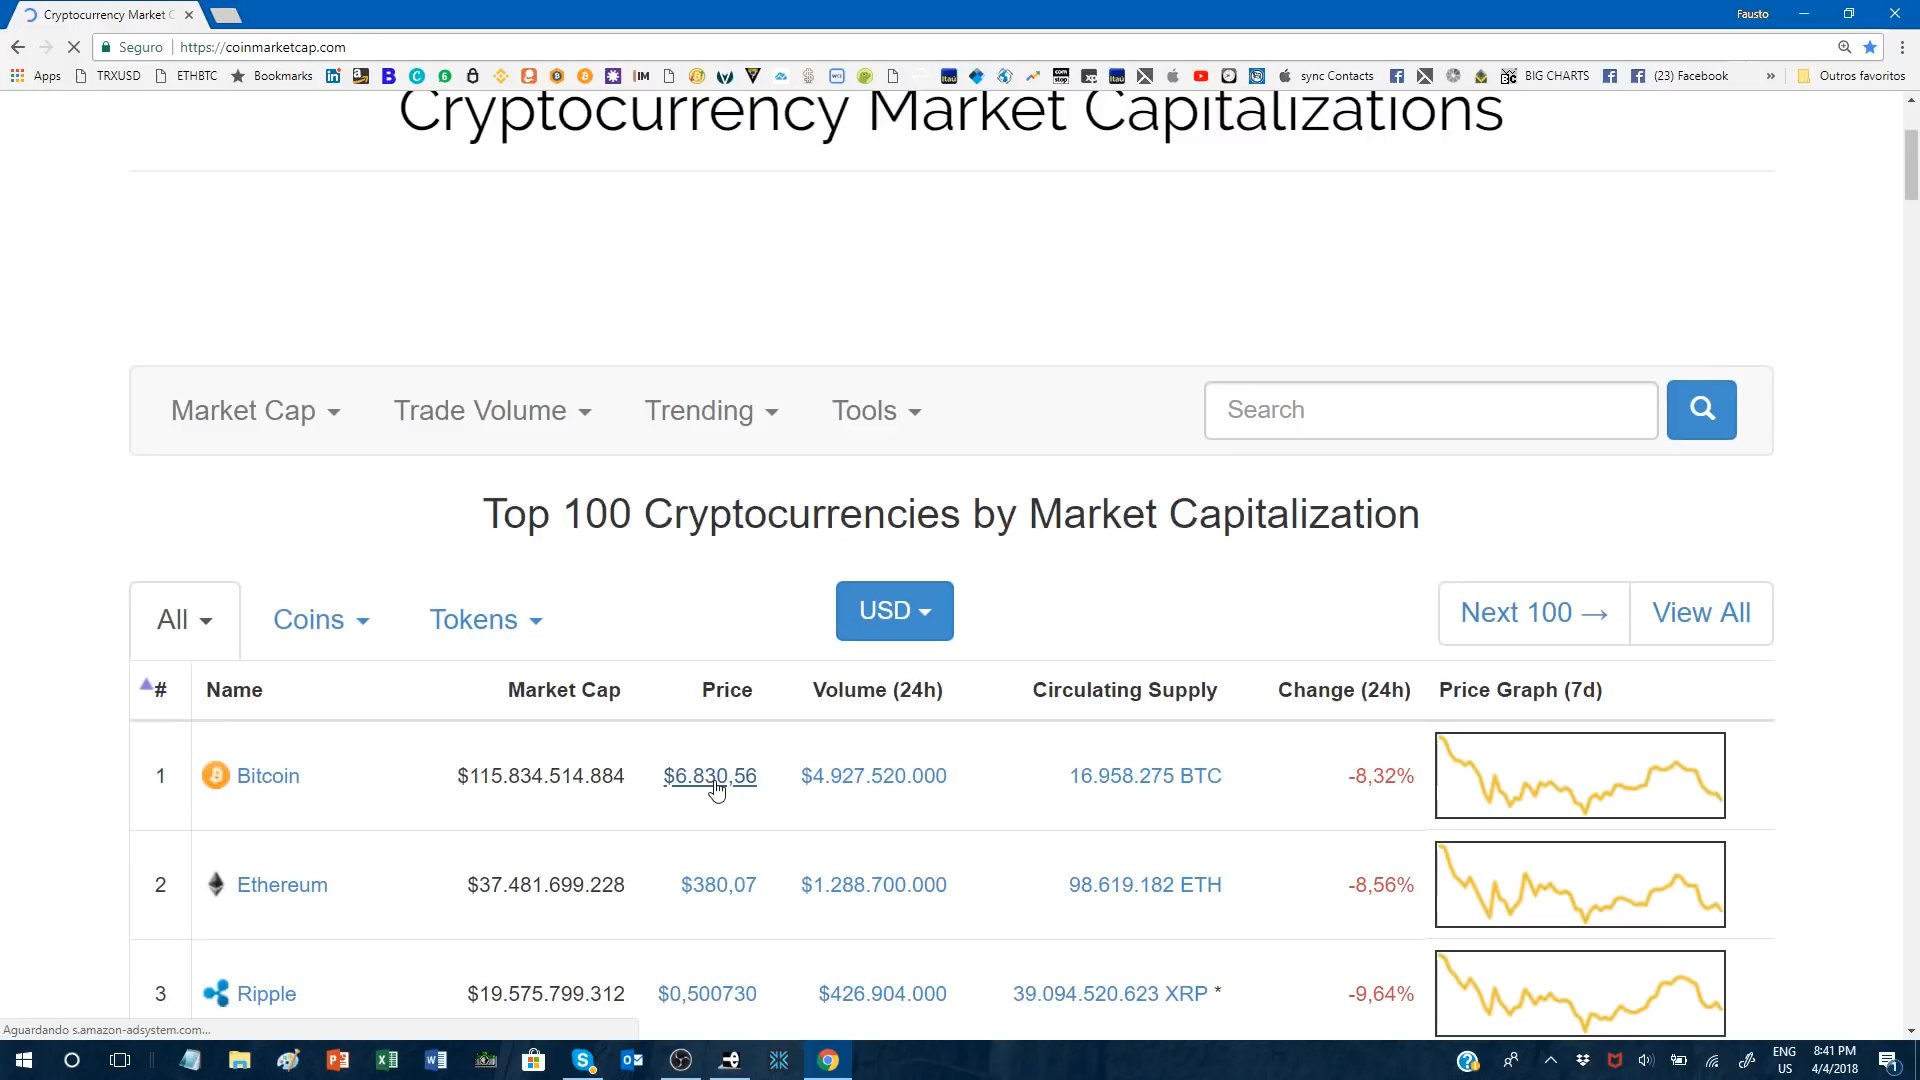 Cryptocurrency Market C
Fausto
Seguro https://coinmarketcap.com
Apps TRXUSD ETHBTC Bookmarks IM sync Contacts BIG CHARTS (23) Facebook » Outros favoritos
Cryptocurrency Market Capitalizations
Market Cap Trade Volume Trending Tools Search
Top 100 Cryptocurrencies by Market Capitalization
All Coins Tokens USD Next 100 → View All
# Name Market Cap Price Volume (24h) Circulating Supply Change (24h) Price Graph (7d)
1 Bitcoin $115.834.514.884 $6.830,56 $4.927.520.000 16.958.275 BTC -8,32%
2 Ethereum $37.481.699.228 $380,07 $1.288.700.000 98.619.182 ETH -8,56%
3 Ripple $19.575.799.312 $0,500730 $426.904.000 39.094.520.623 XRP * -9,64%
Aguardando s.amazon-adsystem.com...
ENG
US
8:41 PM
4/4/2018